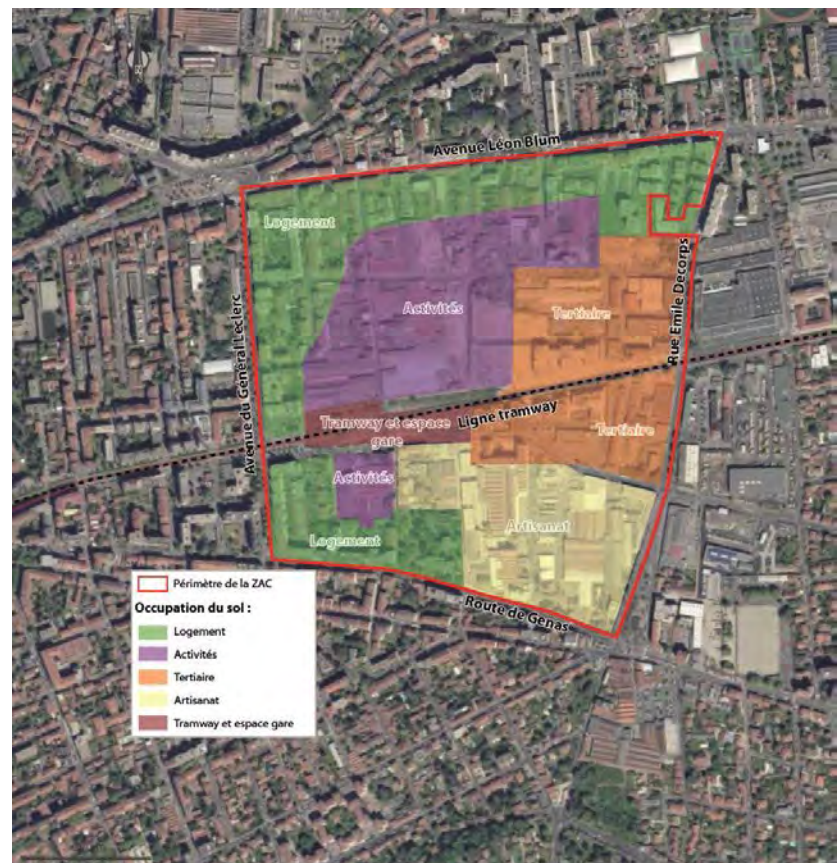 Avenue Léon Blum
Logement
Avenue du Général Leclerc
Activités
Tertiaire
Rue Emile Decorps
Tramway et espace
gare
Ligne tramway
Tertiaire
Activités
Artisanat
Logement
Route de Genas
Périmètre de la ZAC
Occupation du sol :
Logement
Activités
Tertiaire
Artisanat
Tramway et espace gare